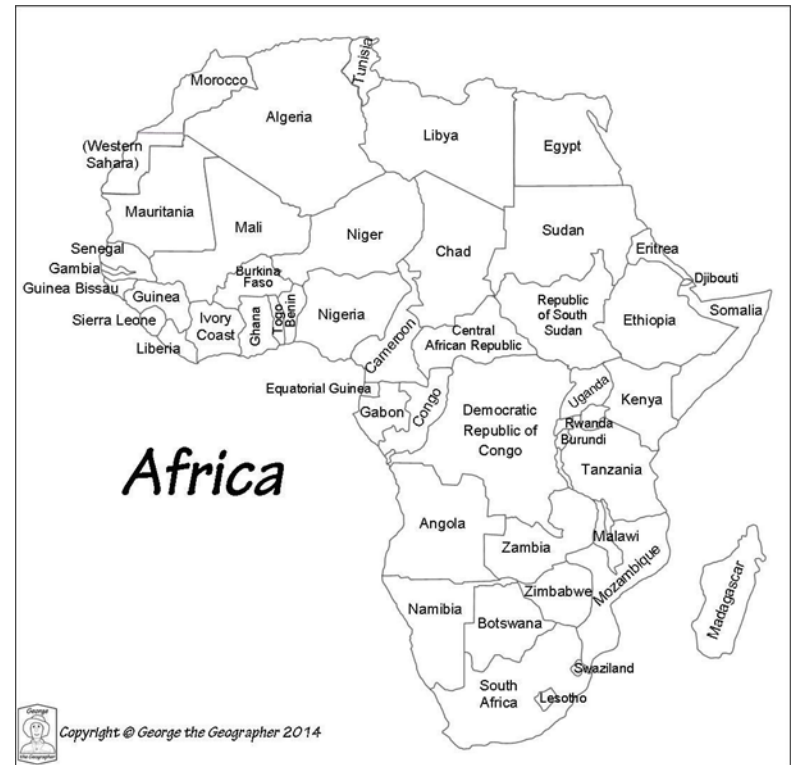 Tunisia
Morocco
Algeria
Libya
Egypt
(Western
Sahara)
Mauritania
Mali
Niger
Chad
Sudan
Eritrea
Senegal
Gambia
Guinea Bissau
Guinea
Sierra Leone
Liberia
Ivory
Coast
Burkina
Faso
Ghana
Togo
Benin
Nigeria
Cameroon
Central
African Republic
Republic
of South
Sudan
Djibouti
Ethiopia
Somalia
Equatorial Guinea
Gabon
Congo
Democratic
Republic of
Congo
Uganda
Kenya
Rwanda
Burundi
Tanzania
Africa
Angola
Zambia
Malawi
Mozambique
Zimbabwe
Namibia
Botswana
Madagascar
Swaziland
South
Africa
Lesotho
George
the Geographer
Copyright © George the Geographer 2014